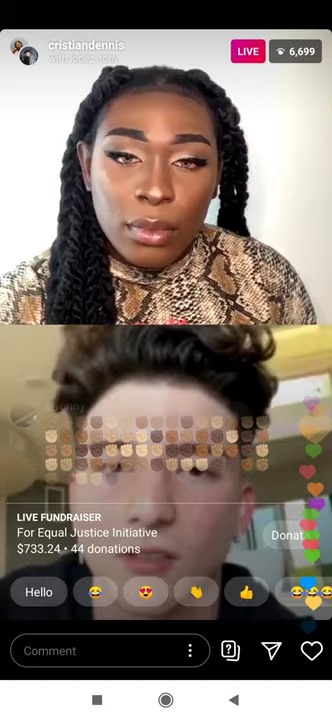 cristiandennis
LIVE
6,699
LIVE FUNDRAISER
For Equal Justice Initiative
$733.24 • 44 donations
Donat
Hello
Comment